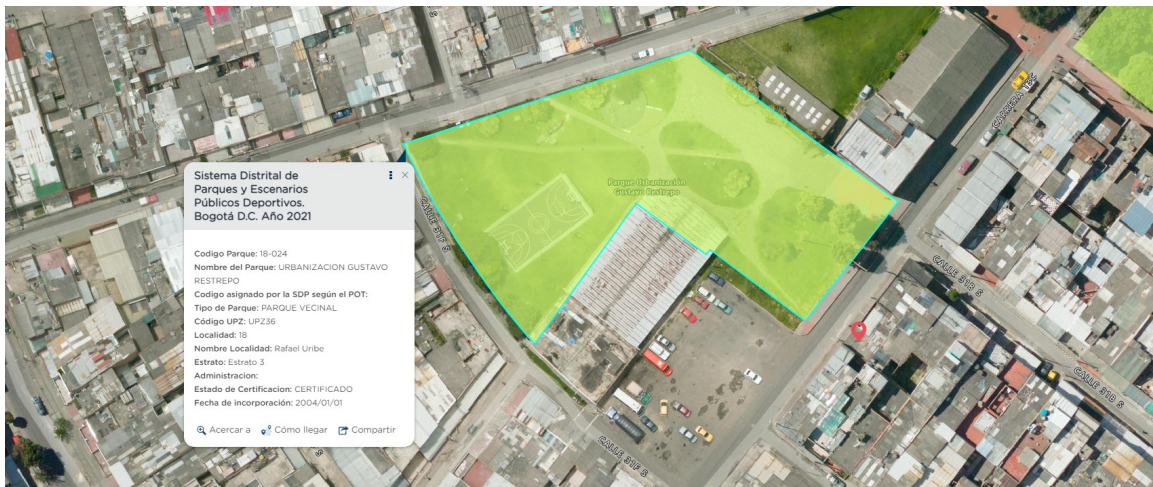 Sistema Distrital de
Parques y Escenarios
Públicos Deportivos.
Bogotá D.C. Año 2021
Codigo Parque: 18-024
Nombre del Parque: URBANIZACION GUSTAVO
RESTREPO
Codigo asignado por la SDP según el POT:
Tipo de Parque: PARQUE VECINAL
Código UPZ: UPZ36
Localidad: 18
Nombre Localidad: Rafael Uribe
Estrato: Estrato 3
Administracion:
Estado de Certificacion: CERTIFICADO
Fecha de incorporación: 2004/01/01
Acercar a
Cómo llegar
Compartir
Parque Urbanización
Gustavo Restrepo
CALLE 31F S
CALLE 31F S
CARRERA
CALLE 31B S
CALLE 31D S
S
S